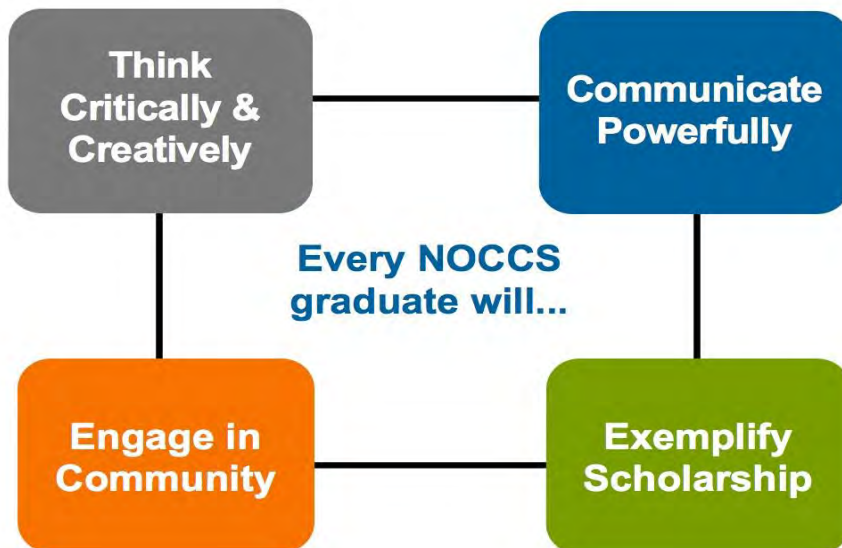 Think
Critically &
Creatively
Communicate
Powerfully
Every NOCCS
graduate will...
Engage in
Community
Exemplify
Scholarship